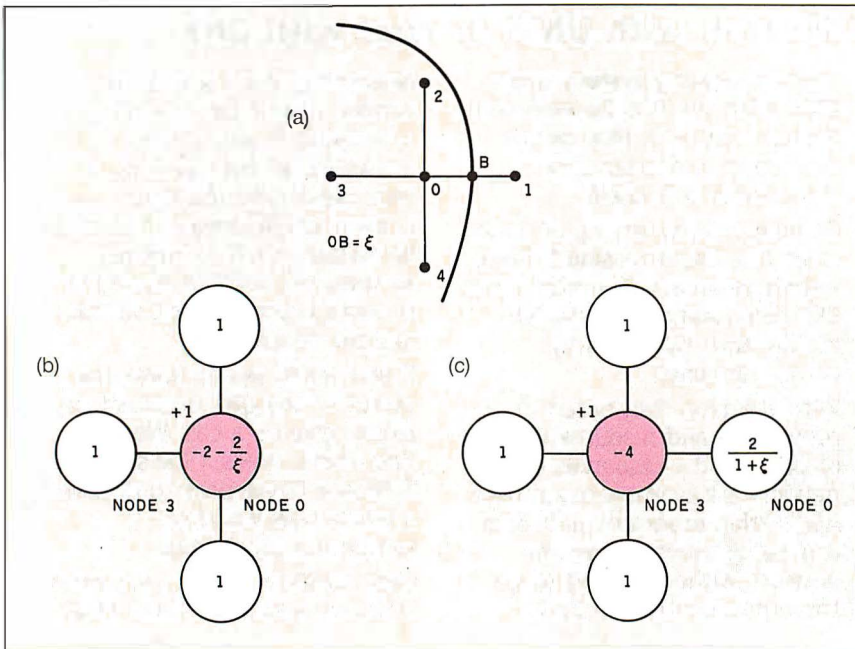 (a)
2
B
3
0
1
OB = ξ
4
(b)
1
+1
1
-2 - 2/ξ
NODE 3
NODE 0
1
(c)
1
+1
1
-4
2/(1+ξ)
NODE 3
NODE 0
1